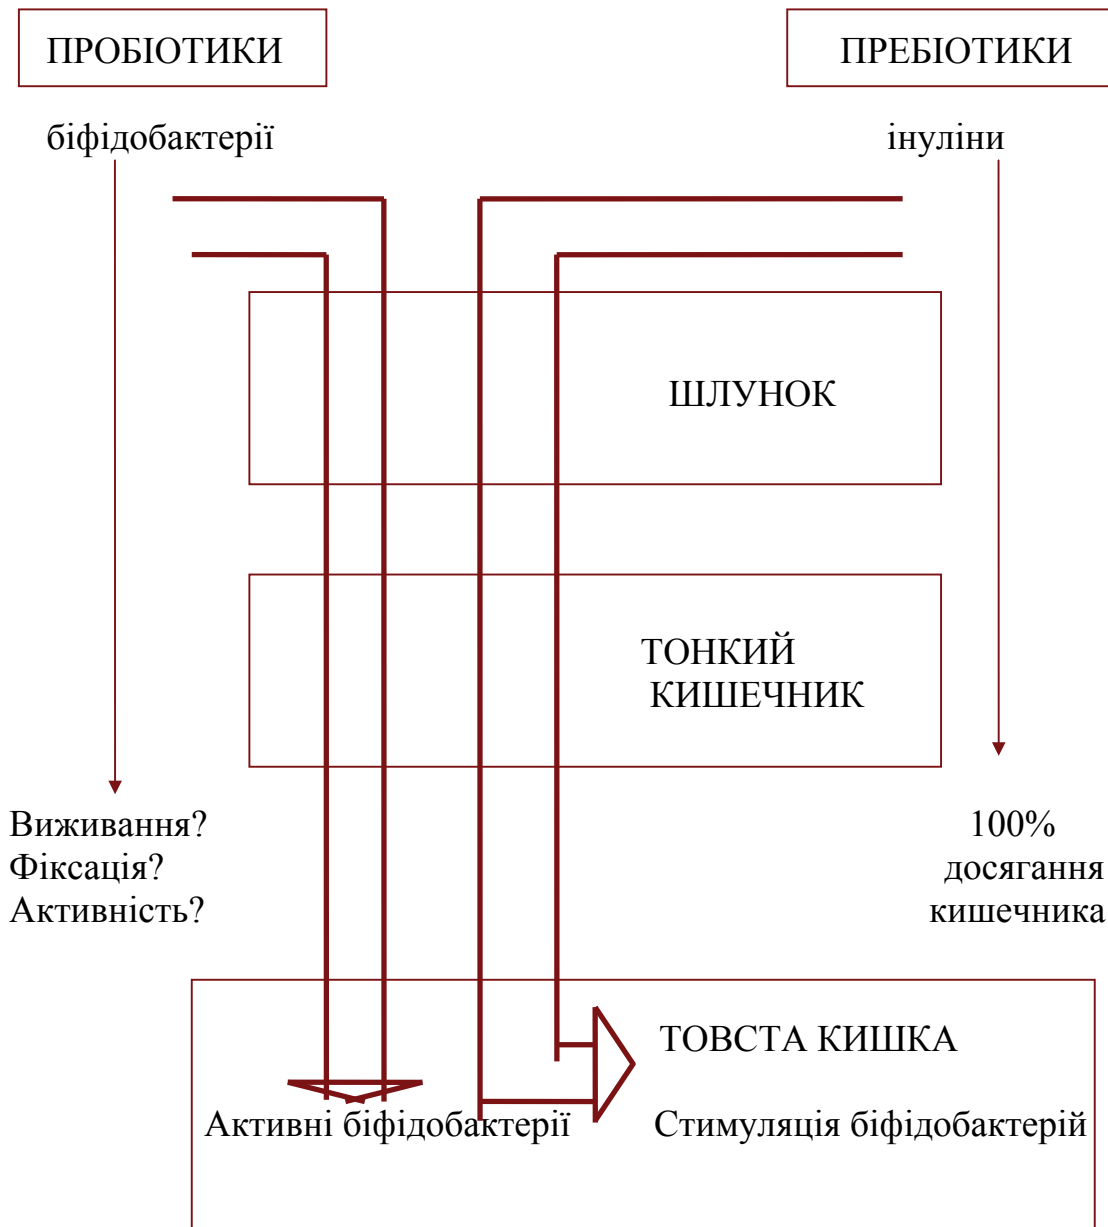 ПРОБІОТИКИ
ПРЕБІОТИКИ
біфідобактерії
інуліни
ШЛУНОК
ТОНКИЙ
КИШЕЧНИК
Виживання?
Фіксація?
Активність?
100%
досягання
кишечника
ТОВСТА КИШКА
Активні біфідобактерії
Стимуляція біфідобактерій